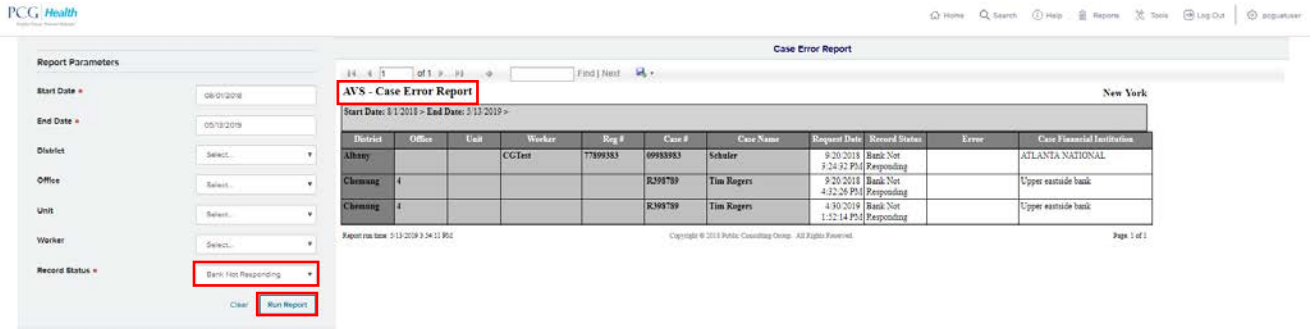 PCG Health
Home Search Help Reports Tools Log Out pcguatuser
Report Parameters
Start Date * 08/01/2018
End Date * 05/13/2019
District Select...
Office Select...
Unit Select...
Worker Select...
Record Status * Bank Not Responding
Clear Run Report
Case Error Report
1 of 1 Find | Next
AVS - Case Error Report New York
Start Date: 8/1/2018 > End Date: 5/13/2019 >
District Office Unit Worker Reg # Case # Case Name Request Date Record Status Error Case Financial Institution
Albany CGTest 77899383 09988983 Schuler 9/20/2018 Bank Not ATLANTA NATIONAL
3:24:32 PM Responding
Chemung 4 R398789 Tim Rogers 9/20/2018 Bank Not Upper eastside bank
4:32:26 PM Responding
Chemung 4 R398789 Tim Rogers 4/30/2019 Bank Not Upper eastside bank
1:52:14 PM Responding
Report run time: 5/13/2019 3:54:11 PM Copyright © 2018 Public Consulting Group. All Rights Reserved. Page 1 of 1